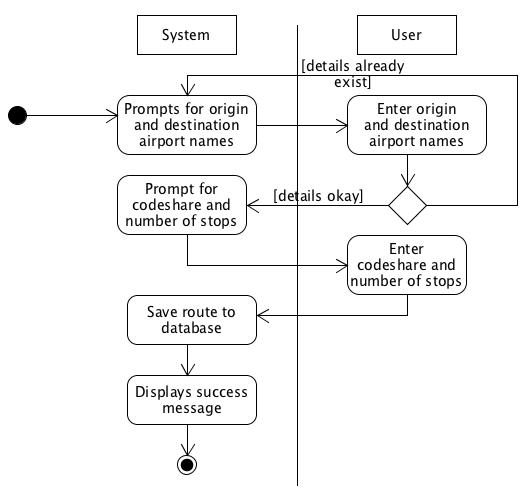 System
User
[details already
exist]
Prompts for origin
and destination
airport names
Enter origin
and destination
airport names
Prompt for
codeshare and
number of stops
[details okay]
Enter
codeshare and
number of stops
Save route to
database
Displays success
message